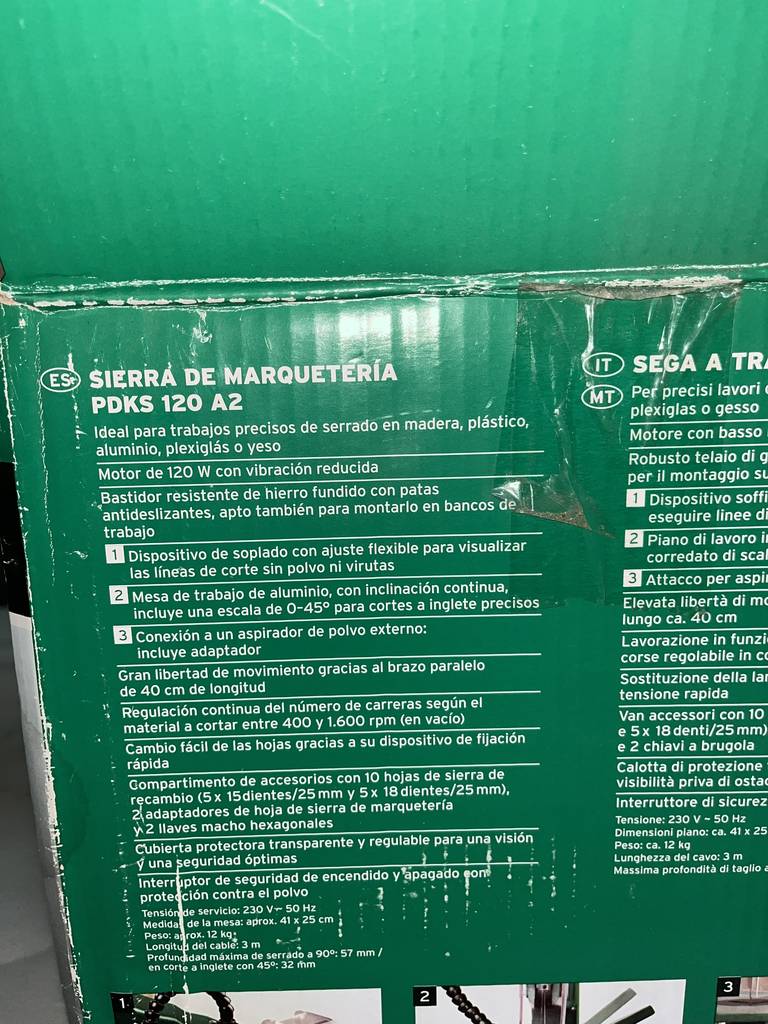 ES
SIERRA DE MARQUETERÍA
PDKS 120 A2
Ideal para trabajos precisos de serrado en madera, plástico,
aluminio, plexiglás o yeso
Motor de 120 W con vibración reducida
Bastidor resistente de hierro fundido con patas
antideslizantes, apto también para montarlo en bancos de
trabajo
1 Dispositivo de soplado con ajuste flexible para visualizar
las líneas de corte sin polvo ni virutas
2 Mesa de trabajo de aluminio, con inclinación continua,
incluye una escala de 0-45° para cortes a inglete precisos
3 Conexión a un aspirador de polvo externo:
incluye adaptador
Gran libertad de movimiento gracias al brazo paralelo
de 40 cm de longitud
Regulación continua del número de carreras según el
material a cortar entre 400 y 1.600 rpm (en vacío)
Cambio fácil de las hojas gracias a su dispositivo de fijación
rápida
Compartimento de accesorios con 10 hojas de sierra de
recambio (5 x 15 dientes/25 mm y 5 x 18 dientes/25 mm),
2 adaptadores de hoja de sierra de marquetería
y 2 llaves macho hexagonales
Cubierta protectora transparente y regulable para una visión
y una seguridad óptimas
Interruptor de seguridad de encendido y apagado con
protección contra el polvo
Tensión de servicio: 230 V ~ 50 Hz
Medidas de la mesa: aprox. 41 x 25 cm
Peso: aprox. 12 kg
Longitud del cable: 3 m
Profundidad máxima de serrado a 90°: 57 mm /
en corte a inglete con 45°: 32 mm
IT
MT
SEGA A
Per precisi lavori
plexiglas o gesso
Motore con basso
Robusto telaio di
per il montaggio
1 Dispositivo
eseguire linee
2 Piano di lavoro
corredato di
3 Attacco per
Elevata libertà di
lungo ca. 40 cm
Lavorazione in
corse regolabile in
Sostituzione della
tensione rapida
Van accessori con 10
e 5 x 18 denti/25 mm)
e 2 chiavi a brugola
Calotta di protezione
visibilità priva di
Interruttore di
Tensione: 230 V ~ 50 Hz
Dimensioni piano: ca. 41 x 25
Peso: ca. 12 kg
Lunghezza del cavo: 3 m
Massima profondità di taglio
1
2
3